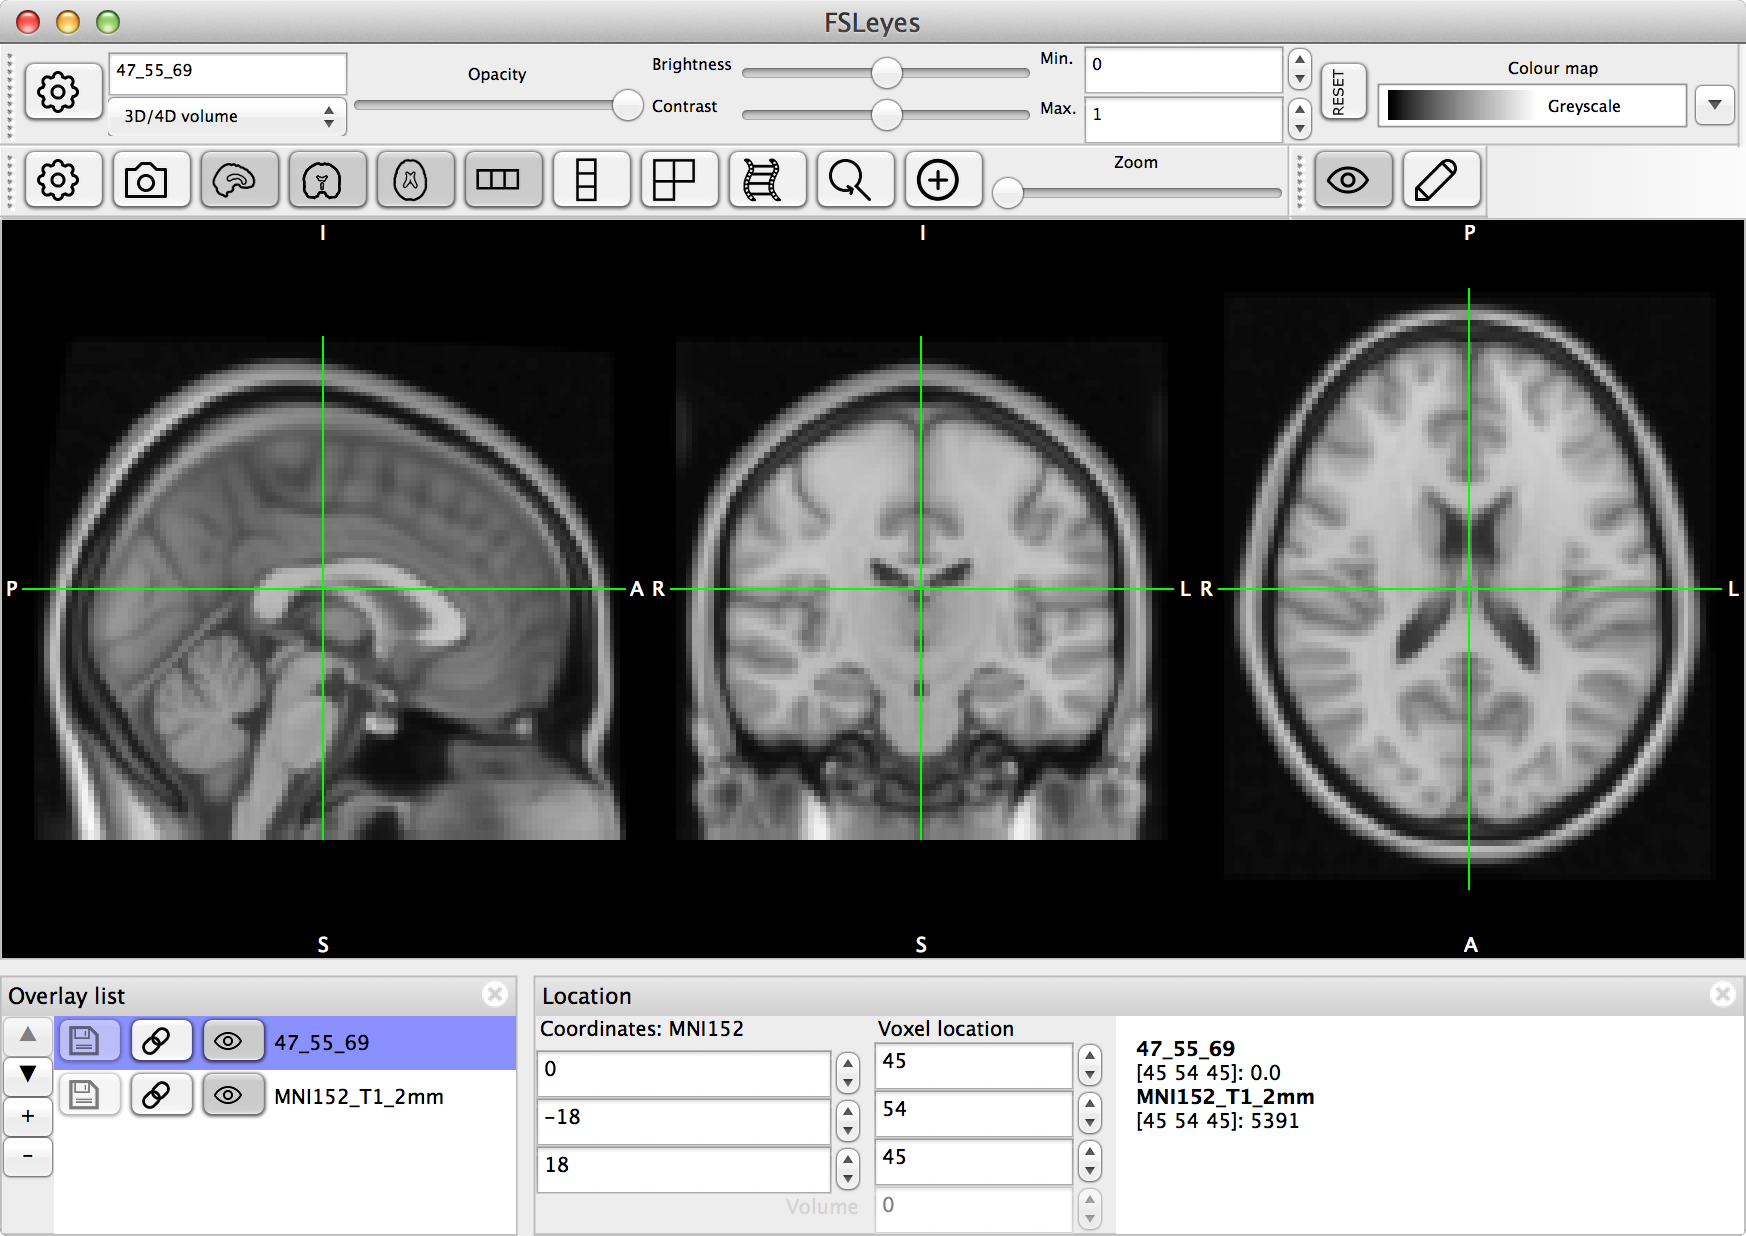 FSLeyes
47_55_69
3D/4D volume
Opacity
Brightness
Contrast
Min.
0
Max.
1
RESET
Colour map
Greyscale
Zoom
I
I
P
P
A
R
L
R
L
S
S
A
Overlay list
47_55_69
MNI152_T1_2mm
+
-
Location
Coordinates: MNI152
0
-18
18
Voxel location
45
54
45
Volume
0
47_55_69
[45 54 45]: 0.0
MNI152_T1_2mm
[45 54 45]: 5391